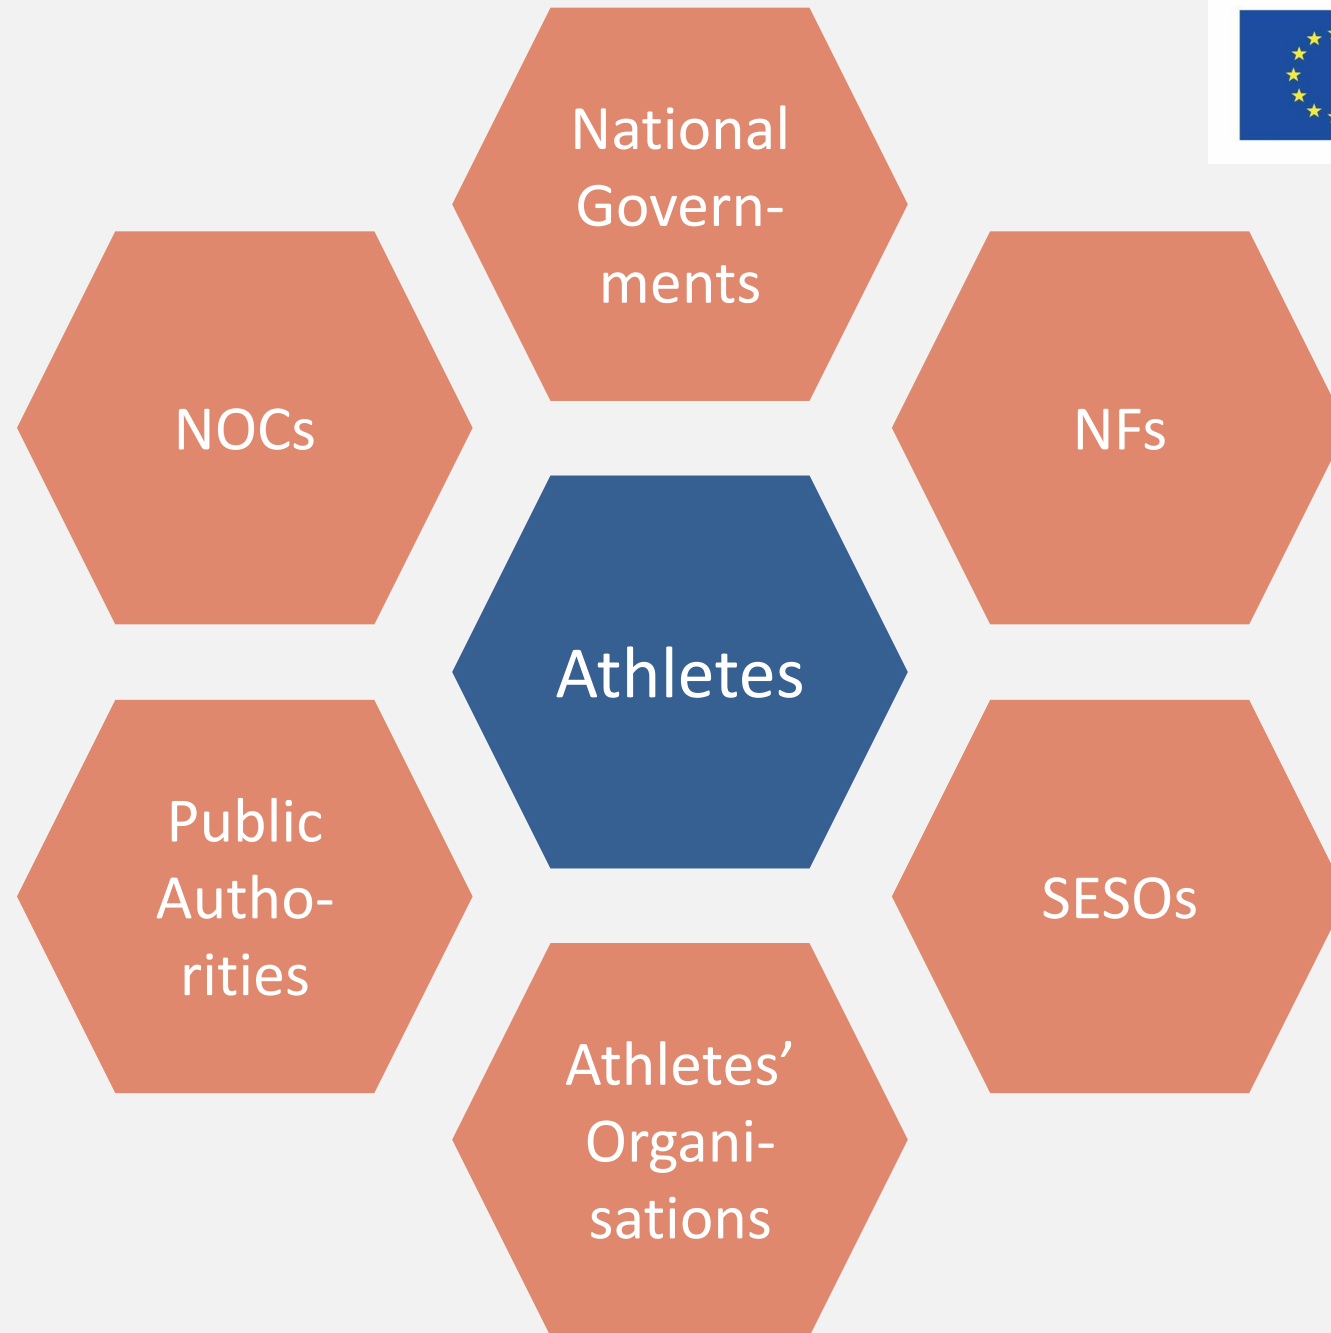 National
Govern-
ments
NOCs
NFs
Athletes
Public
Autho-
rities
SESOs
Athletes’
Organi-
sations